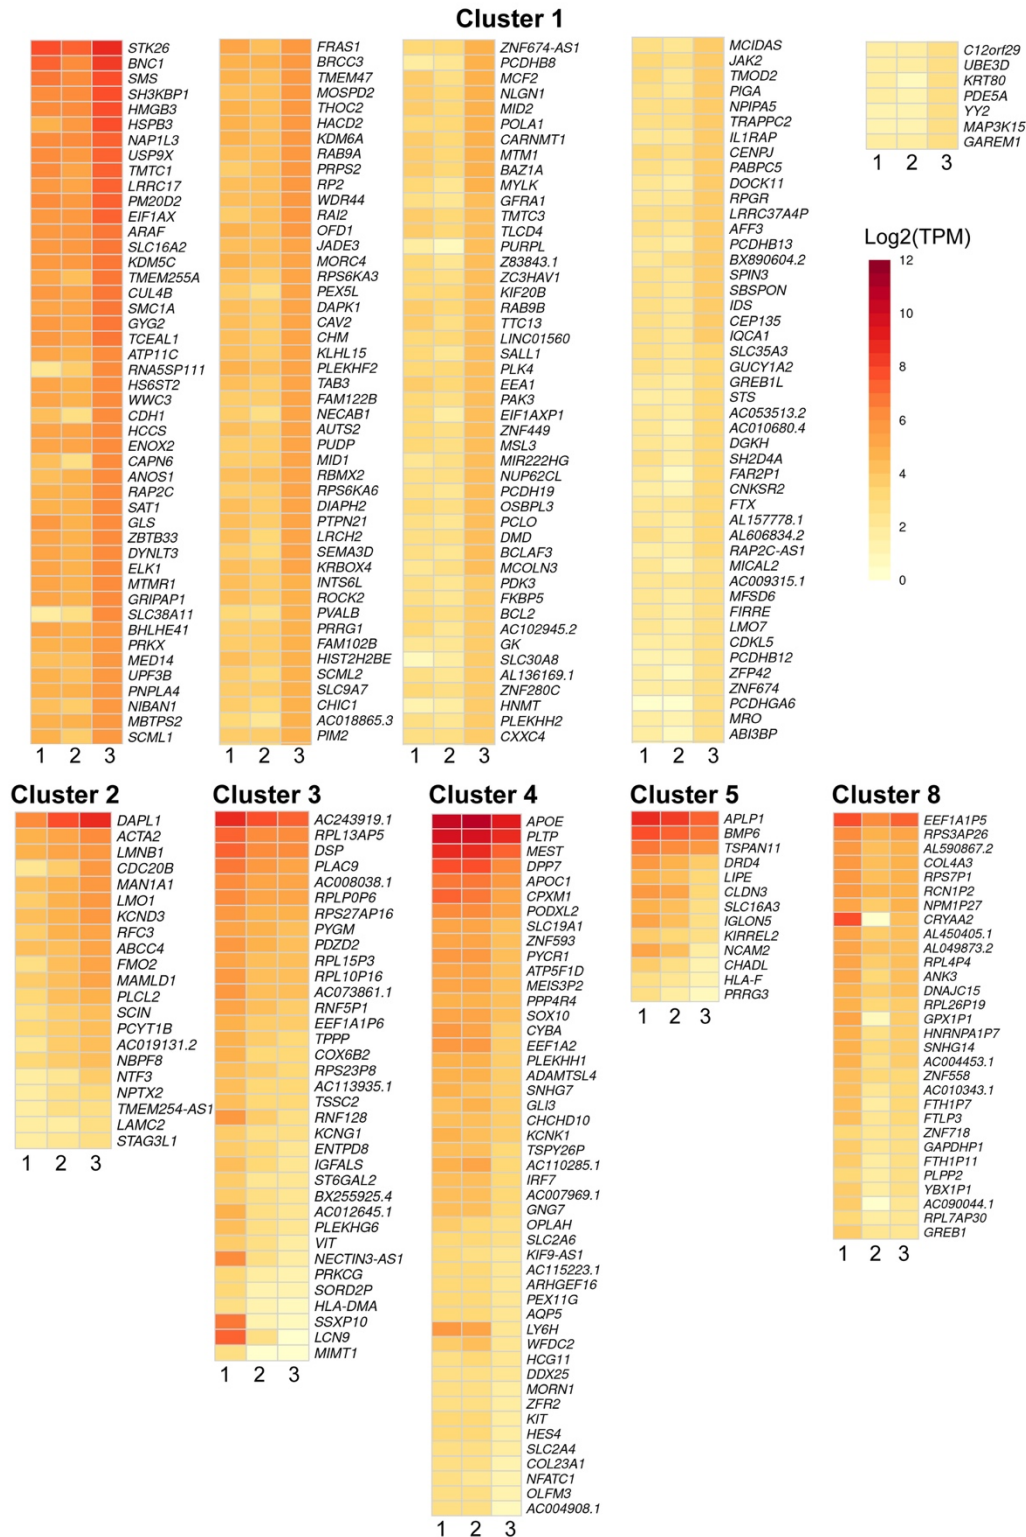 Cluster 1
STK26
BNC1
SMS
SH3KBP1
HMGB3
HSPB3
NAP1L3
USP9X
TMTC1
LRRC17
PM20D2
EIF1AX
ARAF
SLC16A2
KDM5C
TMEM255A
CUL4B
SMC1A
GYG2
TCEAL1
ATP11C
RNA5SP111
HS6ST2
WWC3
CDH1
HCCS
ENOX2
CAPN6
ANOS1
RAP2C
SAT1
GLS
ZBTB33
DYNLT3
ELK1
MTMR1
GRIPAP1
SLC38A11
BHLHE41
PRKX
MED14
UPF3B
PNPLA4
NIBAN1
MBTPS2
SCML1
1 2 3
FRAS1
BRCC3
TMEM47
MOSPD2
THOC2
HACD2
KDM6A
RAB9A
PRPS2
RP2
WDR44
RAI2
OFD1
JADE3
MORC4
RPS6KA3
PEX5L
DAPK1
CAV2
CHM
KLHL15
PLEKHF2
TAB3
FAM122B
NECAB1
AUTS2
PUDP
MID1
RBMX2
RPS6KA6
DIAPH2
PTPN21
LRCH2
SEMA3D
KRBOX4
INTS6L
ROCK2
PVALB
PRRG1
FAM102B
HIST2H2BE
SCML2
SLC9A7
CHIC1
AC018865.3
PIM2
1 2 3
ZNF674-AS1
PCDHB8
MCF2
NLGN1
MID2
POLA1
CARNMT1
MTM1
BAZ1A
MYLK
GFRA1
TMTC3
TLCD4
PURPL
Z83843.1
ZC3HAV1
KIF20B
RAB9B
TTC13
LINC01560
SALL1
PLK4
EEA1
PAK3
EIF1AXP1
ZNF449
MSL3
MIR222HG
NUP62CL
PCDH19
OSBPL3
PCLO
DMD
BCLAF3
MCOLN3
PDK3
FKBP5
BCL2
AC102945.2
GK
SLC30A8
AL136169.1
ZNF280C
HNMT
PLEKHH2
CXXC4
1 2 3
MCIDAS
JAK2
TMOD2
PIGA
NPIPA5
TRAPPC2
IL1RAP
CENPJ
PABPC5
DOCK11
RPGR
LRRC37A4P
AFF3
PCDHB13
BX890604.2
SPIN3
SBSPON
IDS
CEP135
IQCA1
SLC35A3
GUCY1A2
GREB1L
STS
AC053513.2
AC010680.4
DGKH
SH2D4A
FAR2P1
CNKSR2
FTX
AL157778.1
AL606834.2
RAP2C-AS1
MICAL2
AC009315.1
MFSD6
FIRRE
LMO7
CDKL5
PCDHB12
ZFP42
ZNF674
PCDHGA6
MRO
ABI3BP
1 2 3
C12orf29
UBE3D
KRT80
PDE5A
YY2
MAP3K15
GAREM1
1 2 3
Log2(TPM)
12
10
8
6
4
2
0
Cluster 2
DAPL1
ACTA2
LMNB1
CDC20B
MAN1A1
LMO1
KCND3
RFC3
ABCC4
FMO2
MAMLD1
PLCL2
SCIN
PCYT1B
AC019131.2
NBPF8
NTF3
NPTX2
TMEM254-AS1
LAMC2
STAG3L1
1 2 3
Cluster 3
AC243919.1
RPL13AP5
DSP
PLAC9
AC008038.1
RPLP0P6
RPS27AP16
PYGM
PDZD2
RPL15P3
RPL10P16
AC073861.1
RNF5P1
EEF1A1P6
TPPP
COX6B2
RPS23P8
AC113935.1
TSSC2
RNF128
KCNG1
ENTPD8
IGFALS
ST6GAL2
BX255925.4
AC012645.1
PLEKHG6
VIT
NECTIN3-AS1
PRKCG
SORD2P
HLA-DMA
SSXP10
LCN9
MIMT1
1 2 3
Cluster 4
APOE
PLTP
MEST
DPP7
APOC1
CPXM1
PODXL2
SLC19A1
ZNF593
PYCR1
ATP5F1D
MEIS3P2
PPP4R4
SOX10
CYBA
EEF1A2
PLEKHH1
ADAMTSL4
SNHG7
GLI3
CHCHD10
KCNK1
TSPY26P
AC110285.1
IRF7
AC007969.1
GNG7
OPLAH
SLC2A6
KIF9-AS1
AC115223.1
ARHGEF16
PEX11G
AQP5
LY6H
WFDC2
HCG11
DDX25
MORN1
ZFR2
KIT
HES4
SLC2A4
COL23A1
NFATC1
OLFM3
AC004908.1
1 2 3
Cluster 5
APLP1
BMP6
TSPAN11
DRD4
LIPE
CLDN3
SLC16A3
IGLON5
KIRREL2
NCAM2
CHADL
HLA-F
PRRG3
1 2 3
Cluster 8
EEF1A1P5
RPS3AP26
AL590867.2
COL4A3
RPS7P1
RCN1P2
NPM1P27
CRYAA2
AL450405.1
AL049873.2
RPL4P4
ANK3
DNAJC15
RPL26P19
GPX1P1
HNRNPA1P7
SNHG14
AC004453.1
ZNF558
AC010343.1
FTH1P7
FTLP3
ZNF718
GAPDHP1
FTH1P11
PLPP2
YBX1P1
AC090044.1
RPL7AP30
GREB1
1 2 3